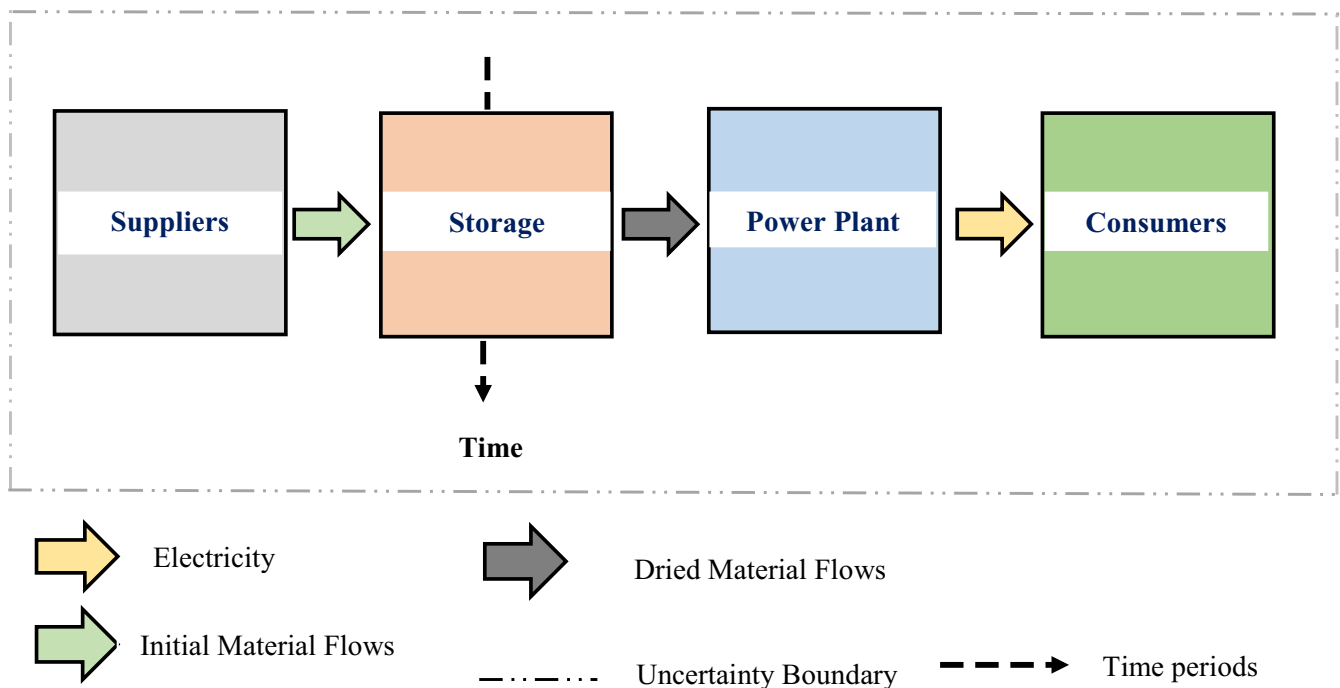 Suppliers
Storage
Power Plant
Consumers
Time
Electricity
Dried Material Flows
Initial Material Flows
Uncertainty Boundary
Time periods